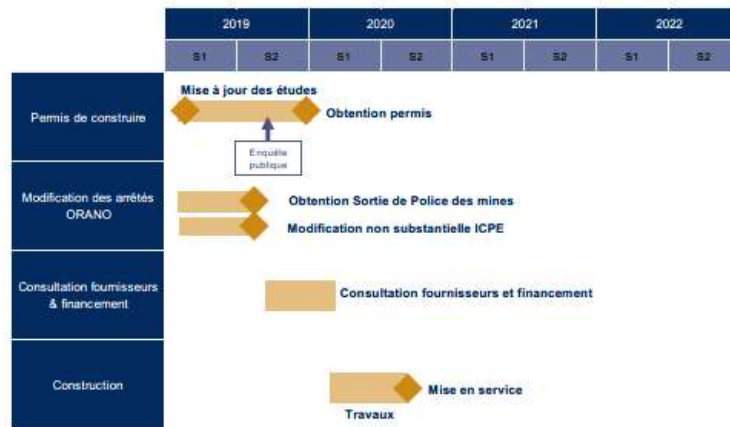 2019 2020 2021 2022
S1 S2 S1 S2 S1 S2 S1 S2
Permis de construire
Mise à jour des études
Obtention permis
Enquête
publique
Modification des arrêtés
ORANO
Obtention Sortie de Police des mines
Modification non substantielle ICPE
Consultation fournisseurs
& financement
Consultation fournisseurs et financement
Construction
Mise en service
Travaux